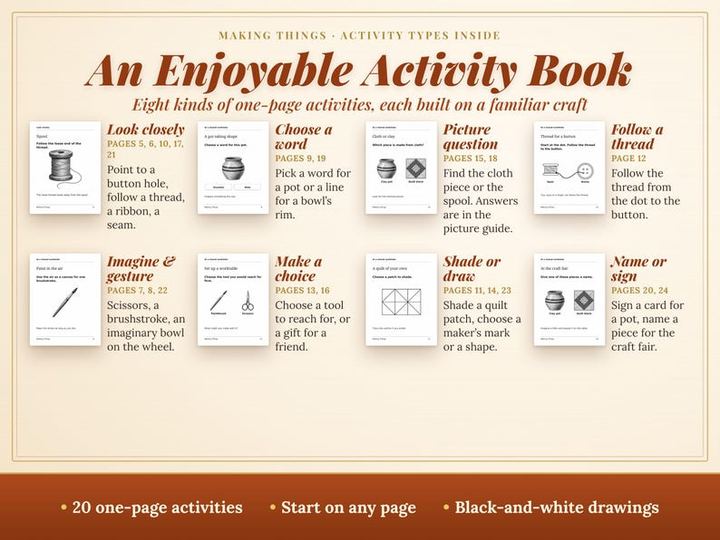 MAKING THINGS · ACTIVITY TYPES INSIDE
An Enjoyable Activity Book
Eight kinds of one-page activities, each built on a familiar craft
Look closely
PAGES 5, 6, 10, 17,
21
Point to a
button hole,
follow a thread,
a ribbon, a
seam.
Choose a
word
PAGES 9, 19
Pick a word for
a pot or a line
for a bowl's
rim.
Picture
question
PAGES 15, 18
Find the cloth
piece or the
spool. Answers
are in the
picture guide.
Follow a
thread
PAGE 12
Follow the
thread from
the dot to the
button.
Imagine &
gesture
PAGES 7, 8, 22
Scissors, a
brushstroke, an
imaginary bowl
on the wheel.
Make a
choice
PAGES 13, 16
Choose a tool
to reach for, or
a gift for a
friend.
Shade or
draw
PAGES 11, 14, 23
Shade a quilt
patch, choose a
maker's mark
or a shape.
Name or
sign
PAGES 20, 24
Sign a card for
a pot, name a
piece for the
craft fair.
• 20 one-page activities • Start on any page • Black-and-white drawings